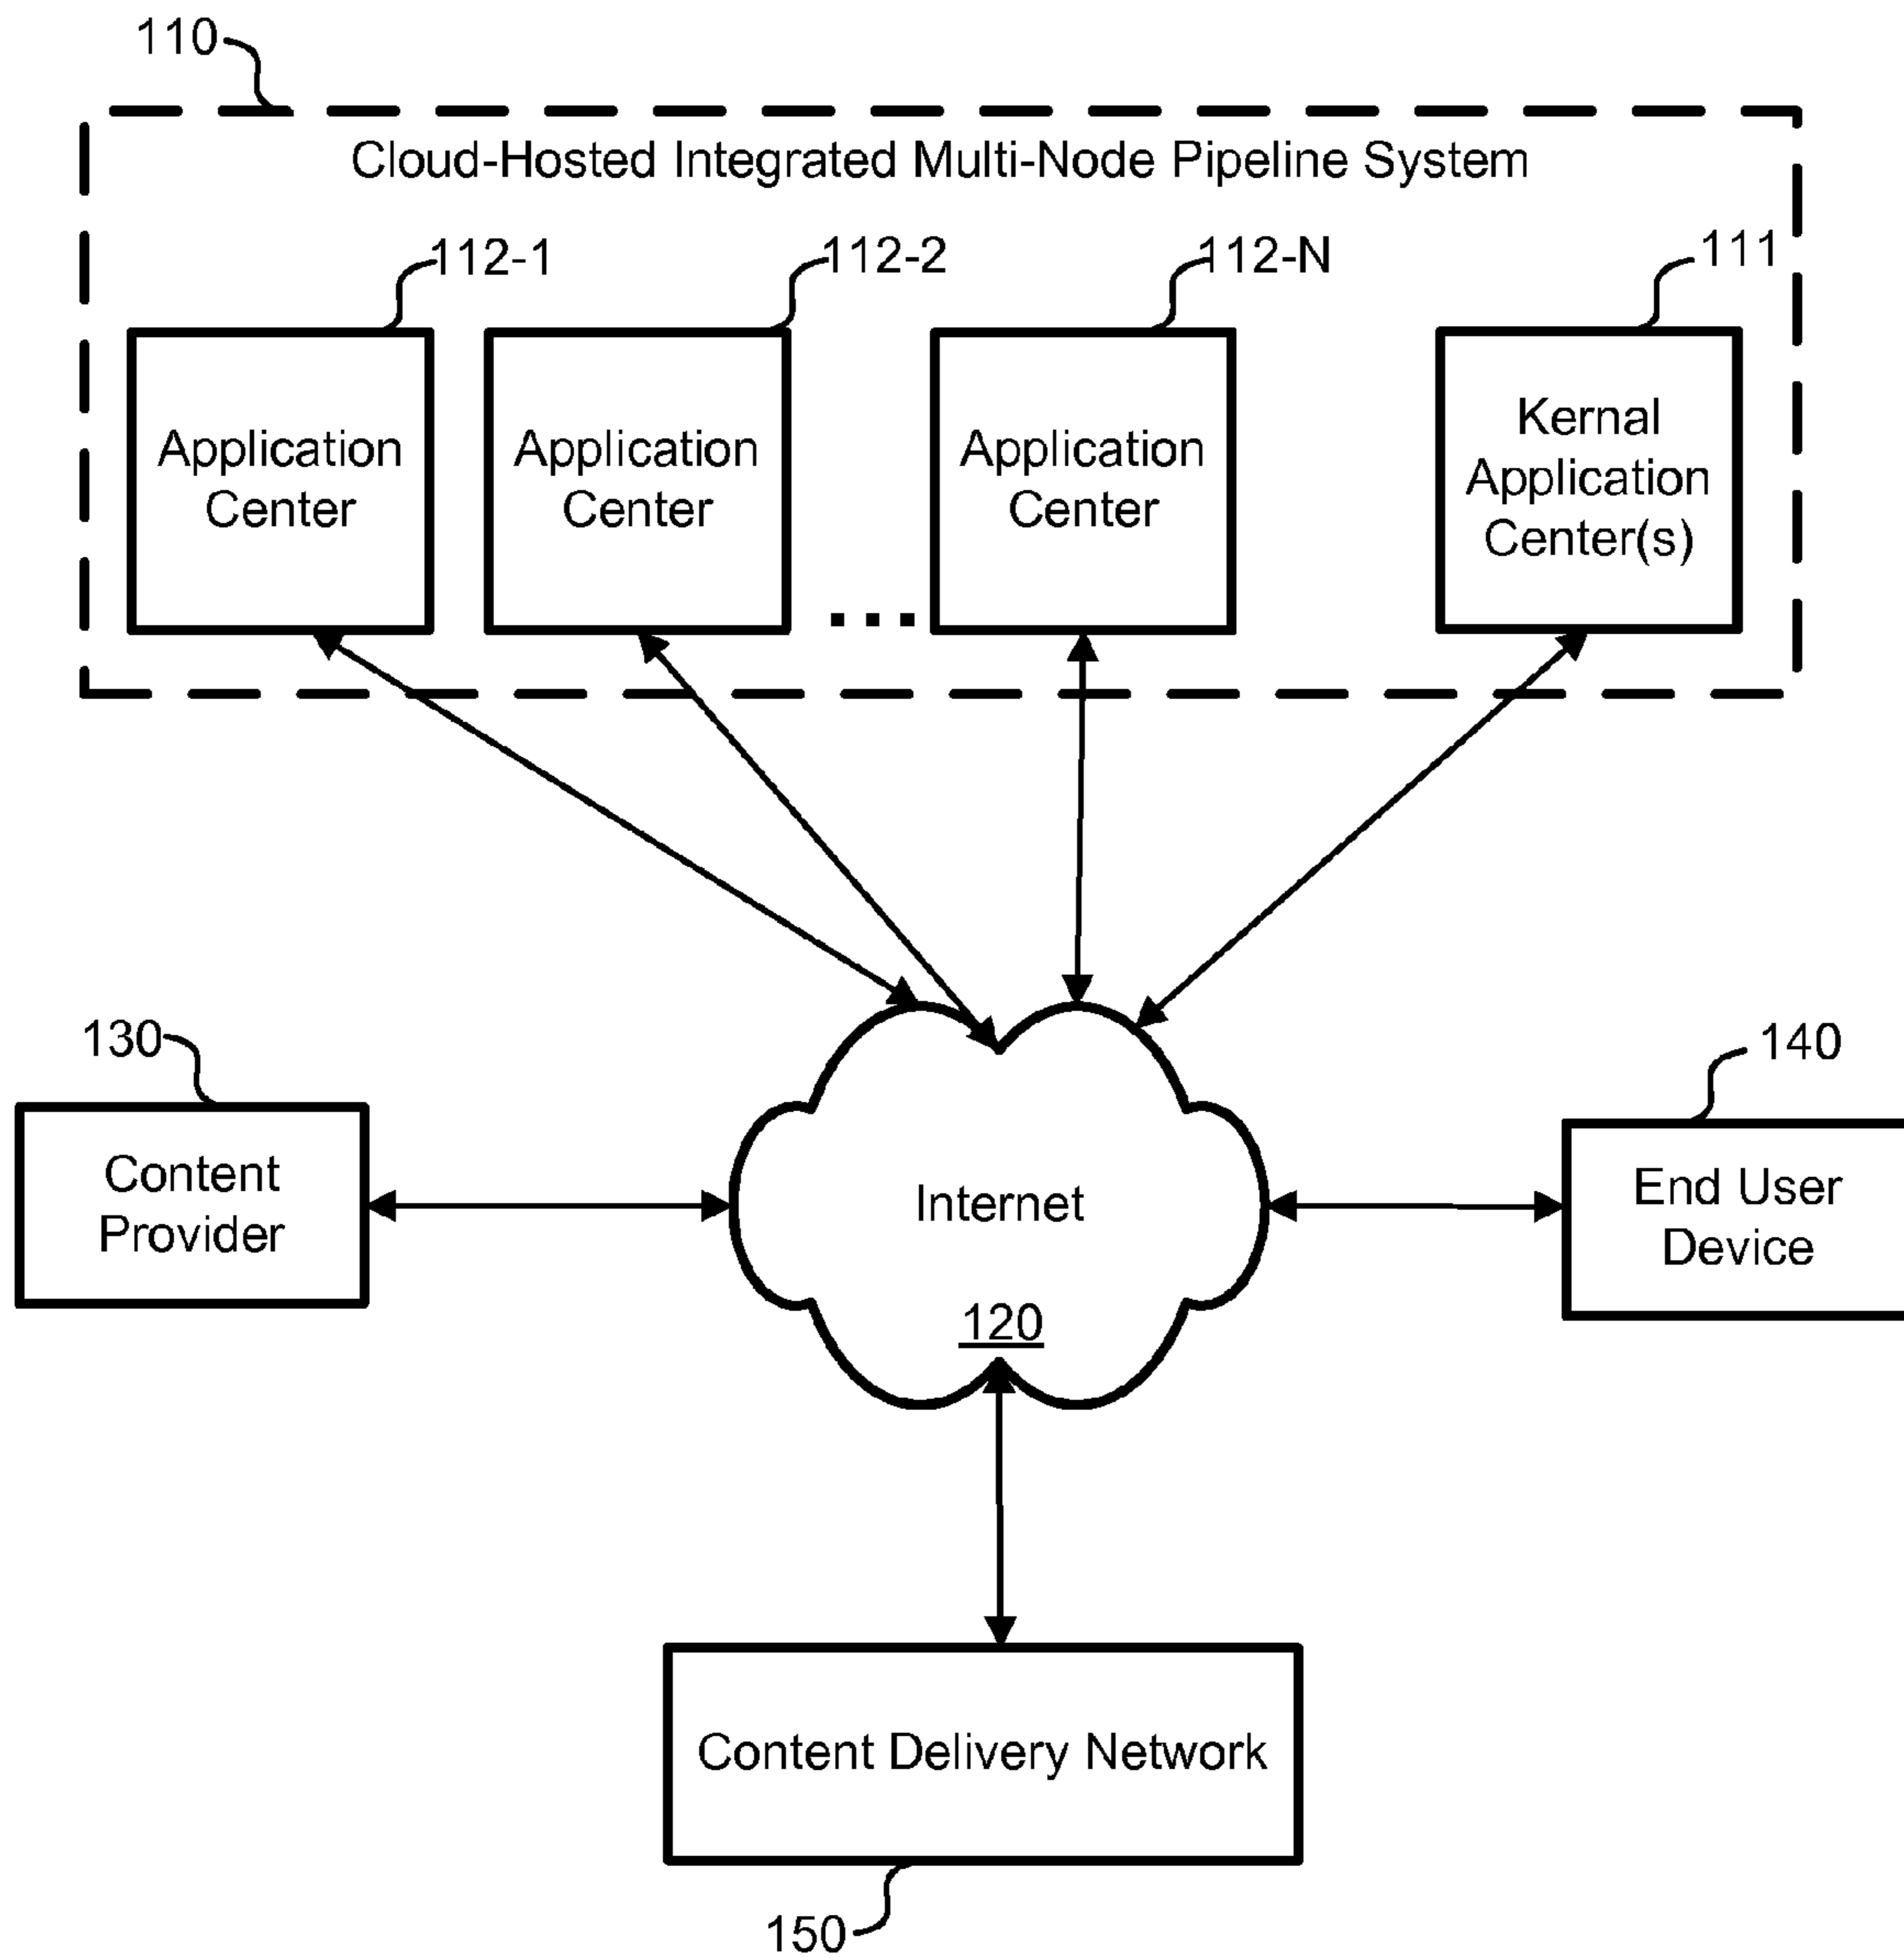 110
Cloud-Hosted Integrated Multi-Node Pipeline System
112-1
112-2
112-N
111
Application
Center
Application
Center
...
Application
Center
Kernal
Application
Center(s)
130
140
Content
Provider
Internet
120
End User
Device
Content Delivery Network
150